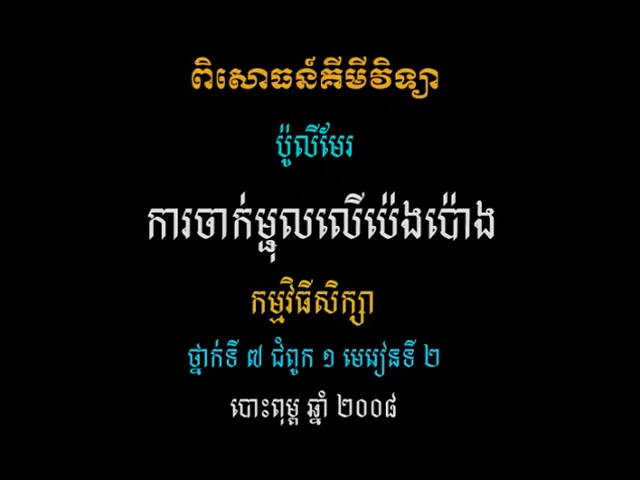 ពិសោធន៍គីមីវិទ្យា
ប៉ូលីមែរ
ការចាក់ម្ជុលលើប៉េងប៉ោង
កម្មវិធីសិក្សា
ថ្នាក់ទី ៧ ជំពូក ១ មេរៀនទី ២
បោះពុម្ព ឆ្នាំ ២០០៨